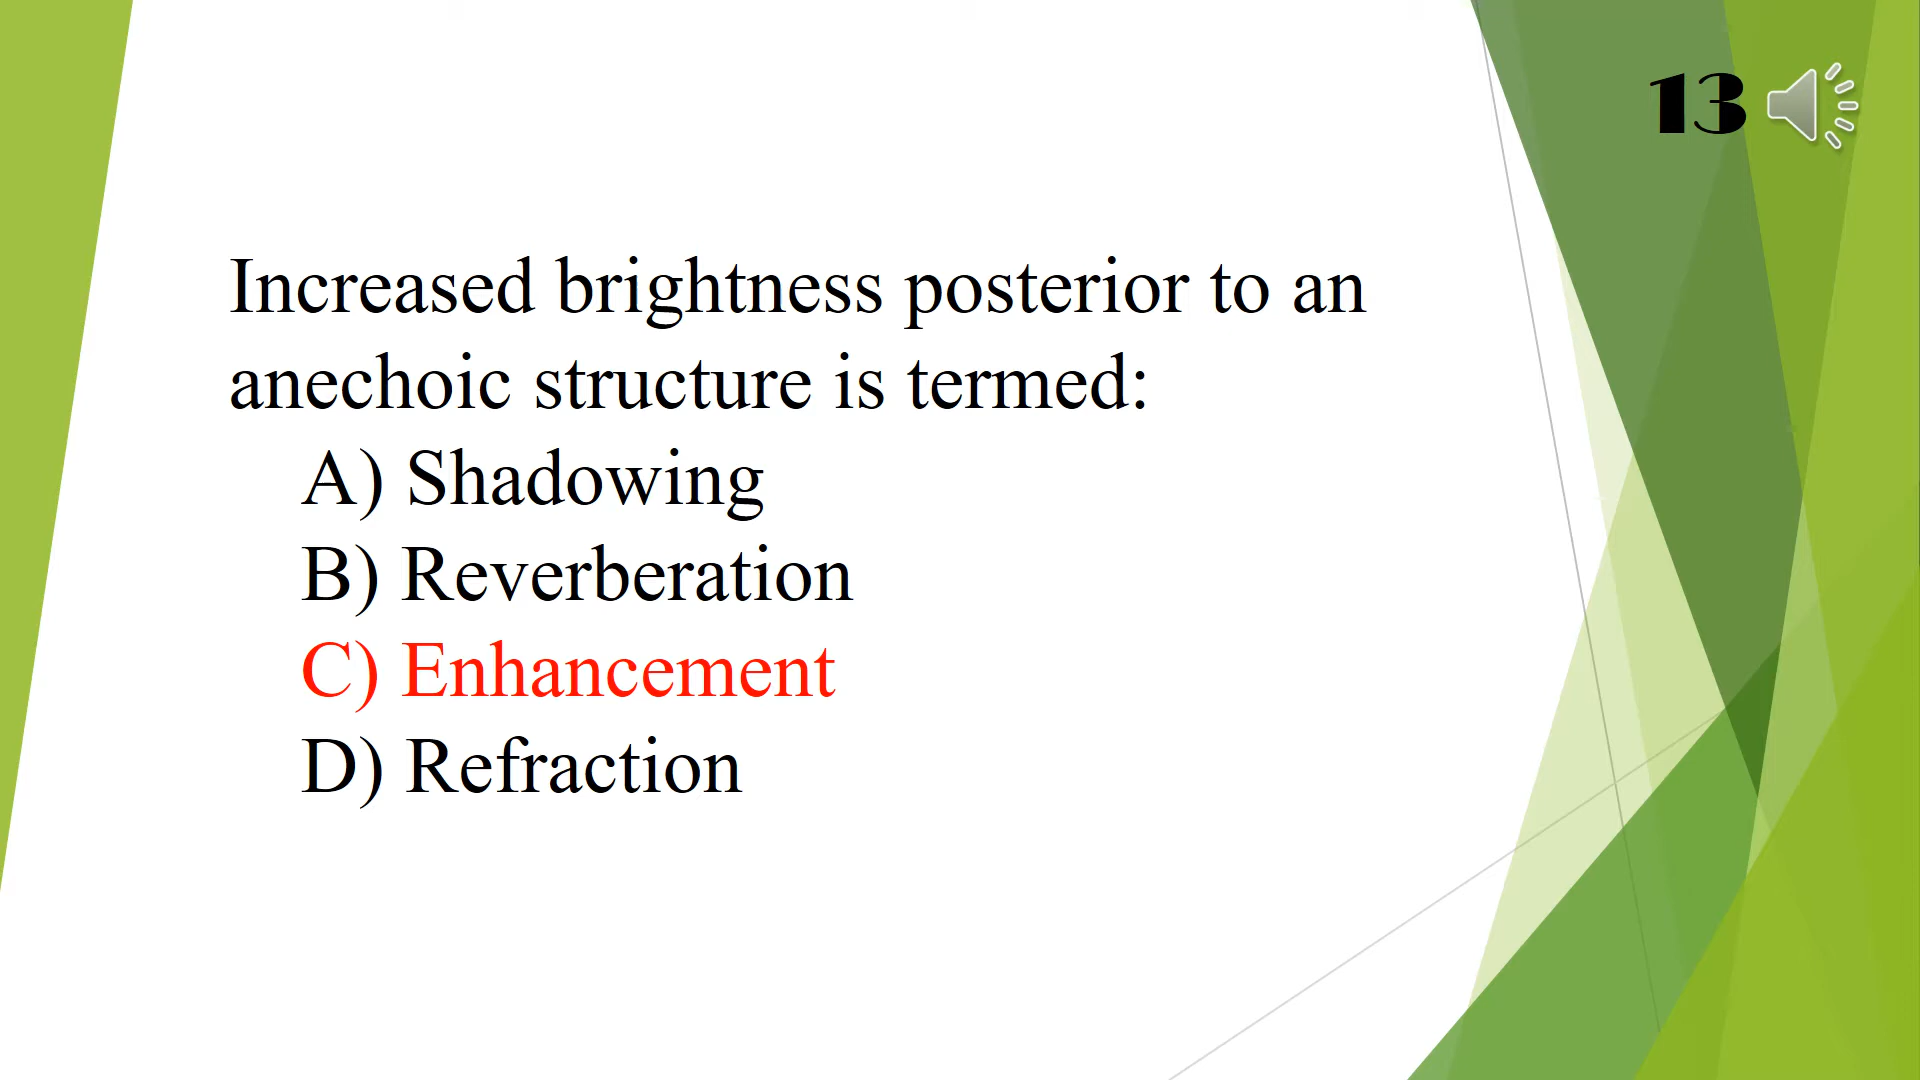 13
Increased brightness posterior to an
anechoic structure is termed:
A) Shadowing
B) Reverberation
C) Enhancement
D) Refraction